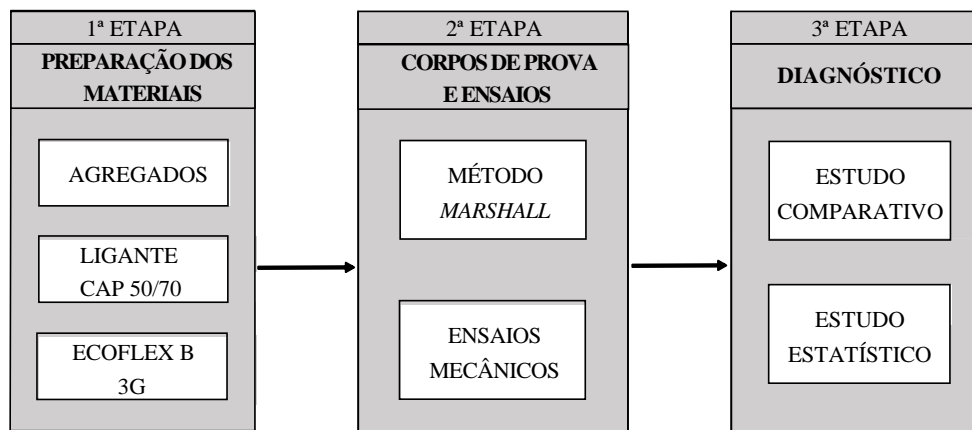 1ª ETAPA
PREPARAÇÃO DOS
MATERIAIS
AGREGADOS
LIGANTE
CAP 50/70
ECOFLEX B
3G
2ª ETAPA
CORPOS DE PROVA
E ENSAIOS
MÉTODO
MARSHALL
ENSAIOS
MECÂNICOS
3ª ETAPA
DIAGNÓSTICO
ESTUDO
COMPARATIVO
ESTUDO
ESTATÍSTICO